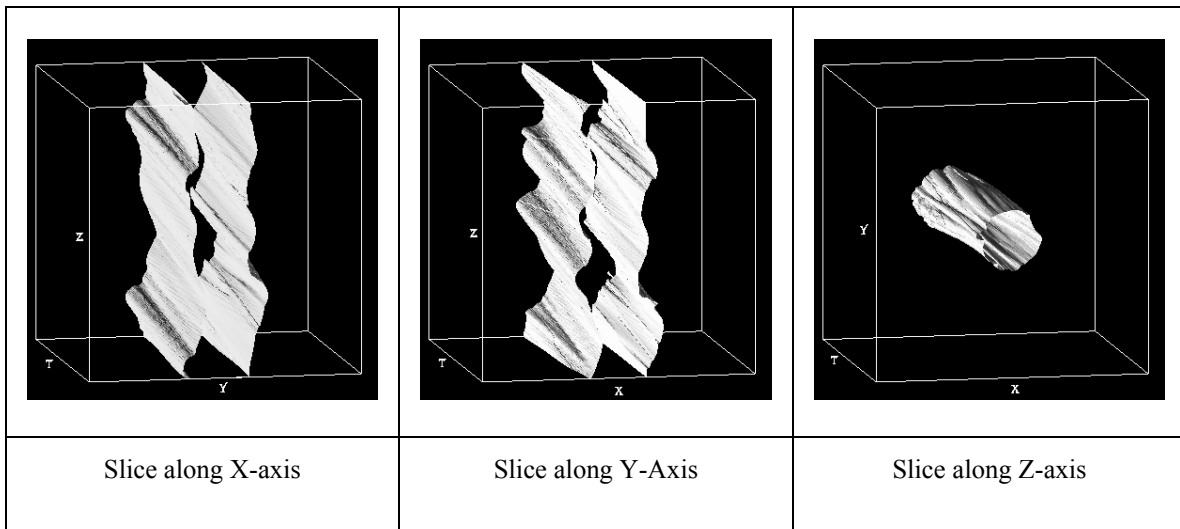 Z
T
Y
Z
T
X
Y
T
X
Slice along X-axis
Slice along Y-Axis
Slice along Z-axis